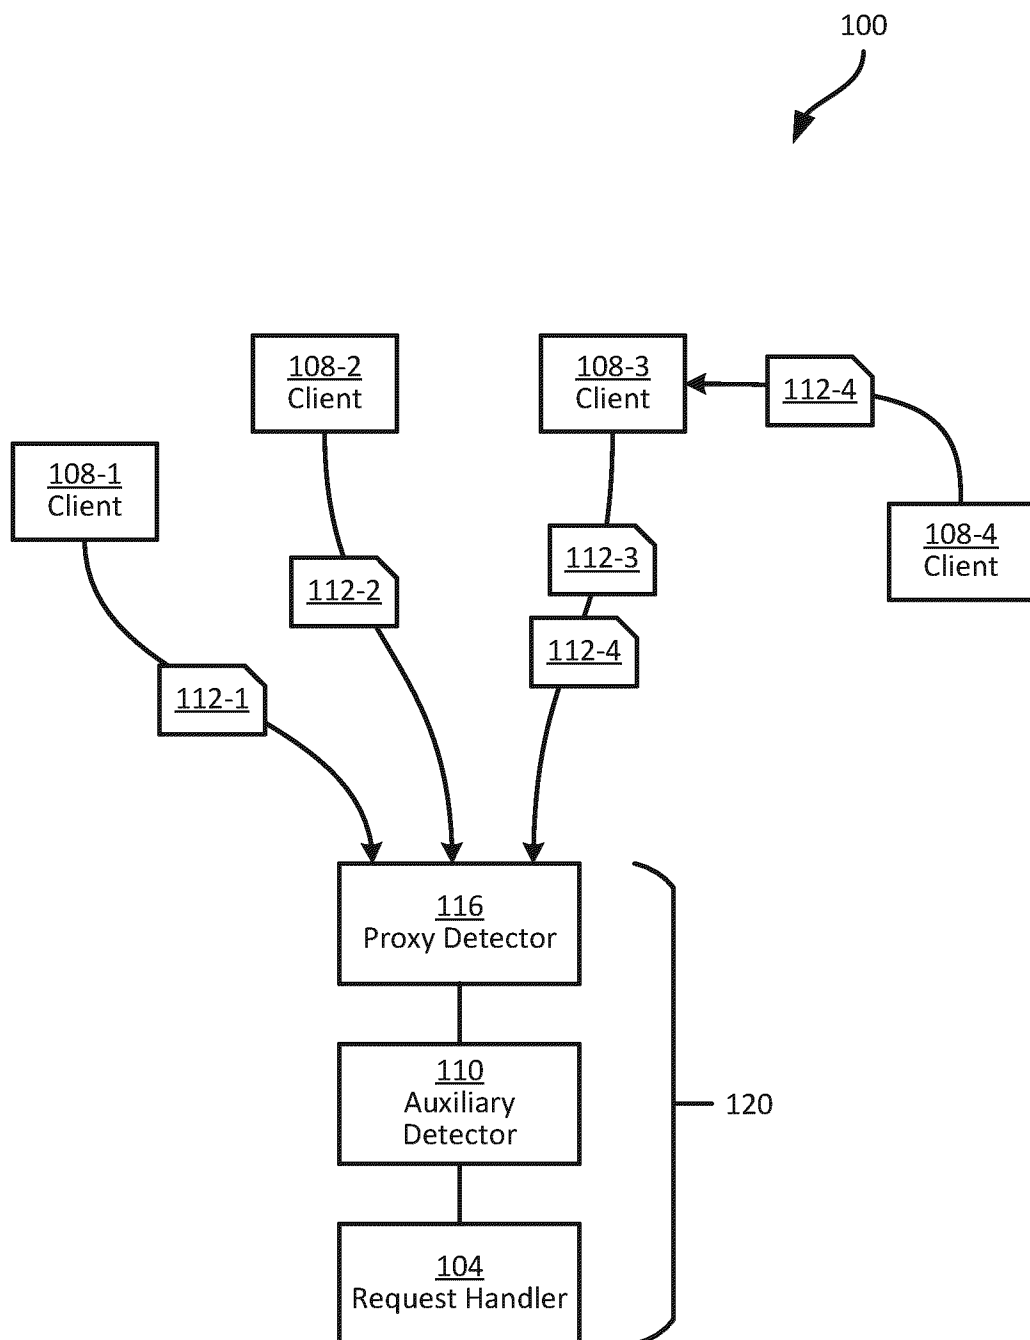 100
108-2
Client
108-3
Client
112-4
108-1
Client
108-4
Client
112-3
112-2
112-4
112-1
116
Proxy Detector
110
Auxiliary
Detector
120
104
Request Handler